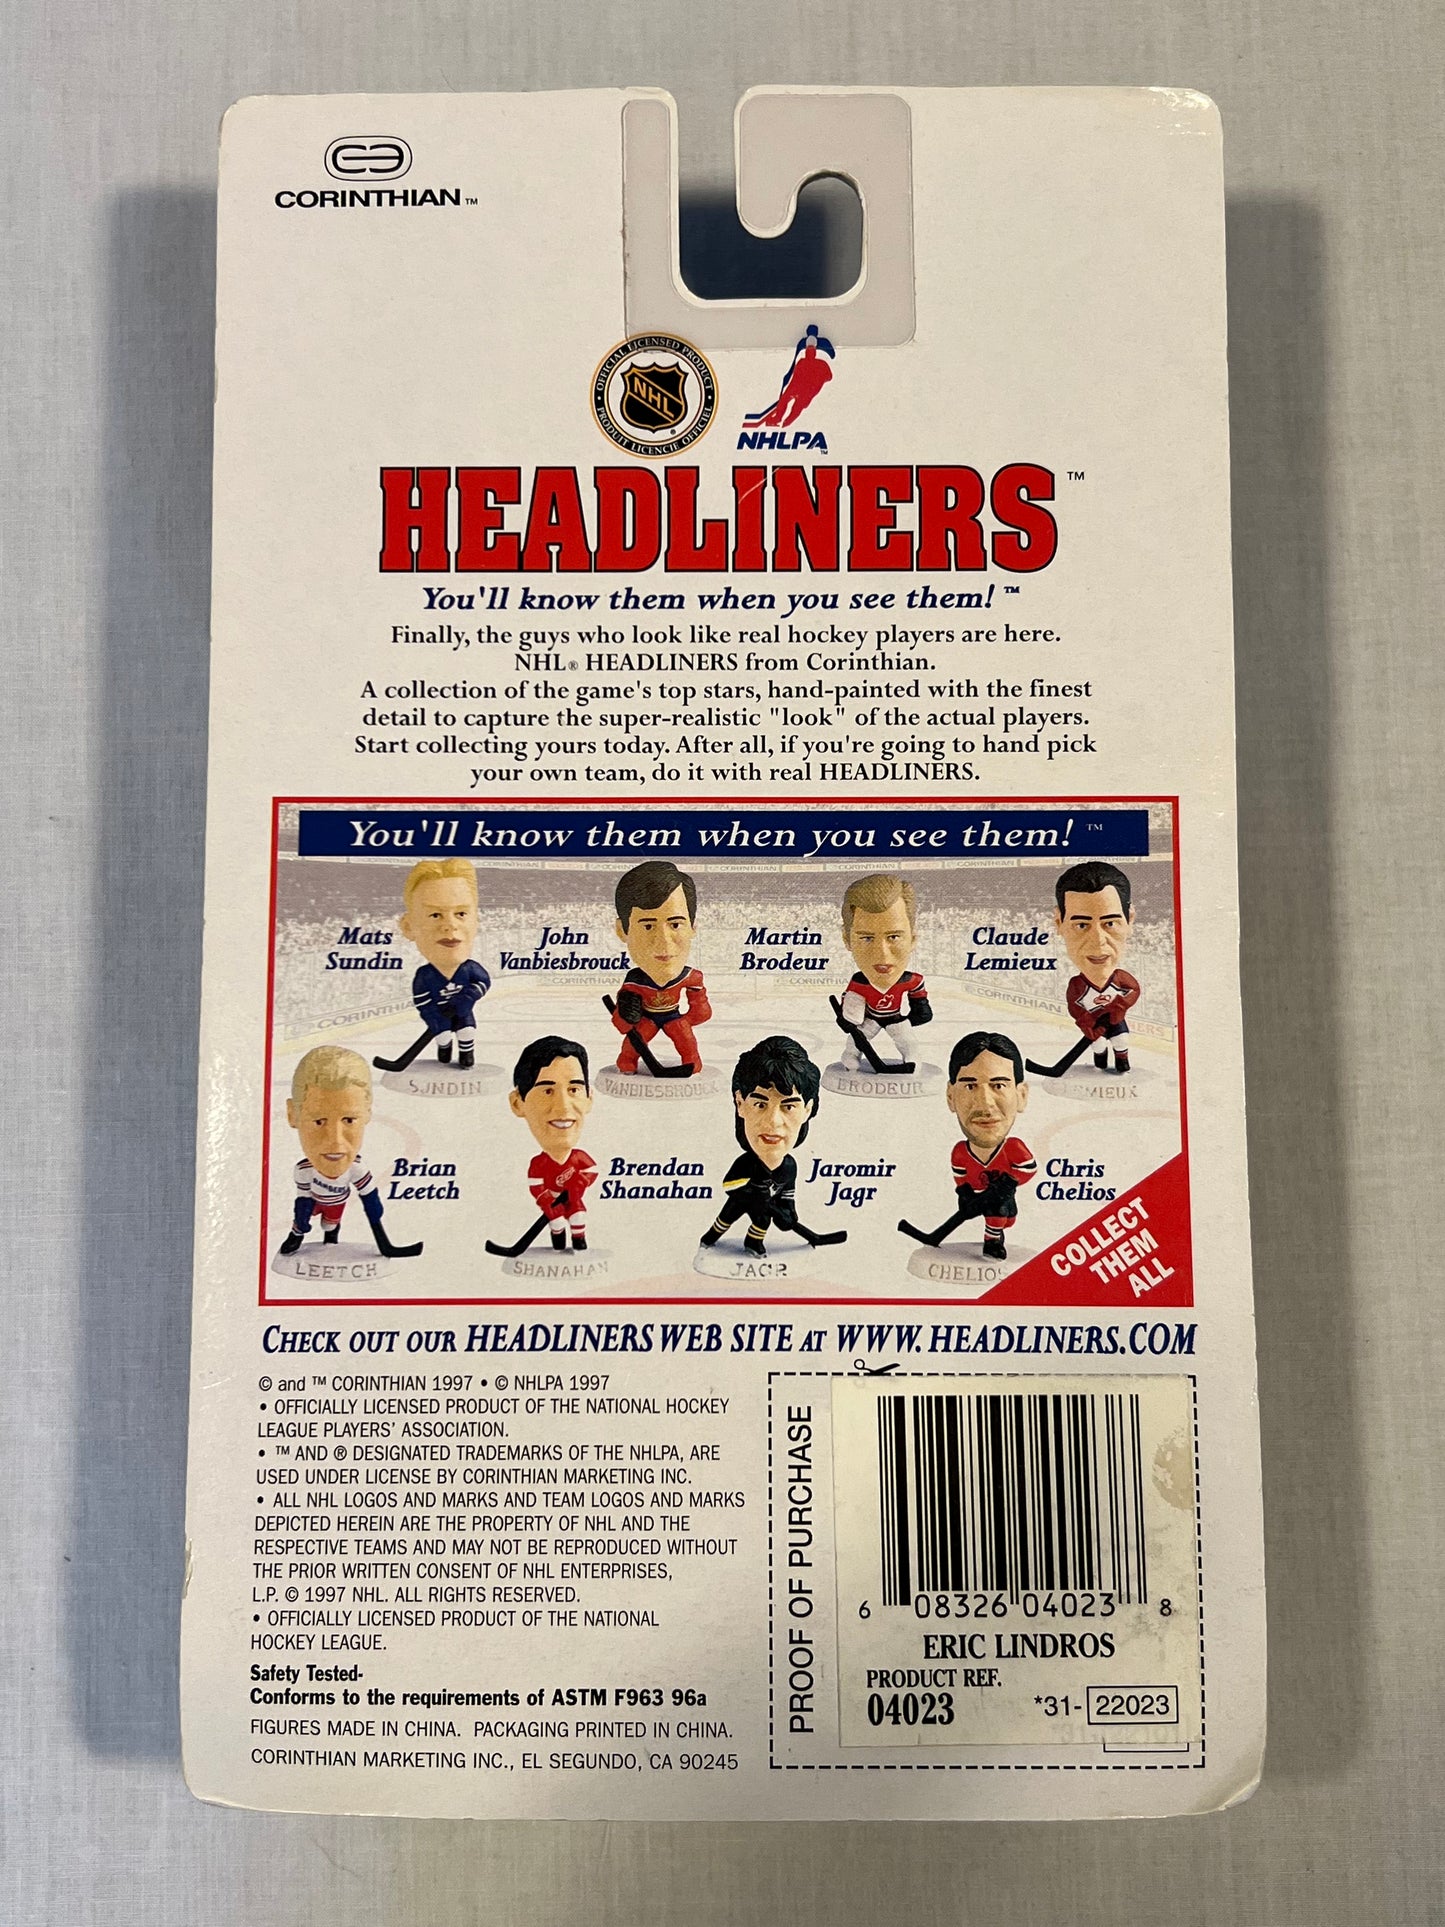 CORINTHIAN™
OFFICIAL LICENSED PRODUCT • PRODUIT LICENCIE OFFICIEL •
NHL
NHLPA™
HEADLINERS™
You'll know them when you see them!™
Finally, the guys who look like real hockey players are here.
NHL® HEADLINERS from Corinthian.
A collection of the game's top stars, hand-painted with the finest
detail to capture the super-realistic "look" of the actual players.
Start collecting yours today. After all, if you're going to hand pick
your own team, do it with real HEADLINERS.
You'll know them when you see them! ™
Mats
Sundin
John
Vanbiesbrouck
Martin
Brodeur
Claude
Lemieux
CORINTHIAN
SUNDIN
VANBIESBROUCK
BRODEUR
LEMIEUX
Brian
Leetch
Brendan
Shanahan
Jaromir
Jagr
Chris
Chelios
RANGERS
LEETCH
SHANAHAN
JAGR
CHELIOS
COLLECT
THEM
ALL
CHECK OUT OUR HEADLINERS WEB SITE AT WWW.HEADLINERS.COM
© and ™ CORINTHIAN 1997 • © NHLPA 1997
• OFFICIALLY LICENSED PRODUCT OF THE NATIONAL HOCKEY
LEAGUE PLAYERS' ASSOCIATION.
• ™ AND ® DESIGNATED TRADEMARKS OF THE NHLPA, ARE
USED UNDER LICENSE BY CORINTHIAN MARKETING INC.
• ALL NHL LOGOS AND MARKS AND TEAM LOGOS AND MARKS
DEPICTED HEREIN ARE THE PROPERTY OF NHL AND THE
RESPECTIVE TEAMS AND MAY NOT BE REPRODUCED WITHOUT
THE PRIOR WRITTEN CONSENT OF NHL ENTERPRISES,
L.P. © 1997 NHL. ALL RIGHTS RESERVED.
• OFFICIALLY LICENSED PRODUCT OF THE NATIONAL
HOCKEY LEAGUE.
Safety Tested-
Conforms to the requirements of ASTM F963 96a
FIGURES MADE IN CHINA. PACKAGING PRINTED IN CHINA.
CORINTHIAN MARKETING INC., EL SEGUNDO, CA 90245
PROOF OF PURCHASE
6 08326 04023 8
ERIC LINDROS
PRODUCT REF.
04023 *31- 22023